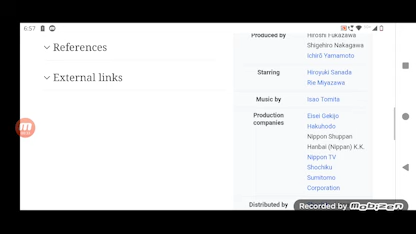 6:57
References
External links
Produced by
Hiroshi Fukazawa
Shigehiro Nakagawa
Ichirō Yamamoto
Starring
Hiroyuki Sanada
Rie Miyazawa
Music by
Isao Tomita
Production companies
Eisei Gekijo
Hakuhodo
Nippon Shuppan
Hanbai (Nippan) K.K.
Nippon TV
Shochiku
Sumitomo
Corporation
Distributed by
Recorded by Mobizen